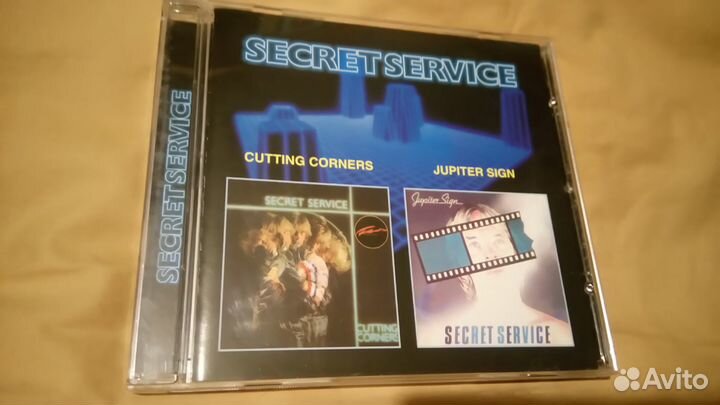 SECRET SERVICE
SECRET SERVICE
CUTTING CORNERS
JUPITER SIGN
SECRET SERVICE
CUTTING
CORNERS
Jupiter Sign
SECRET SERVICE
Avito